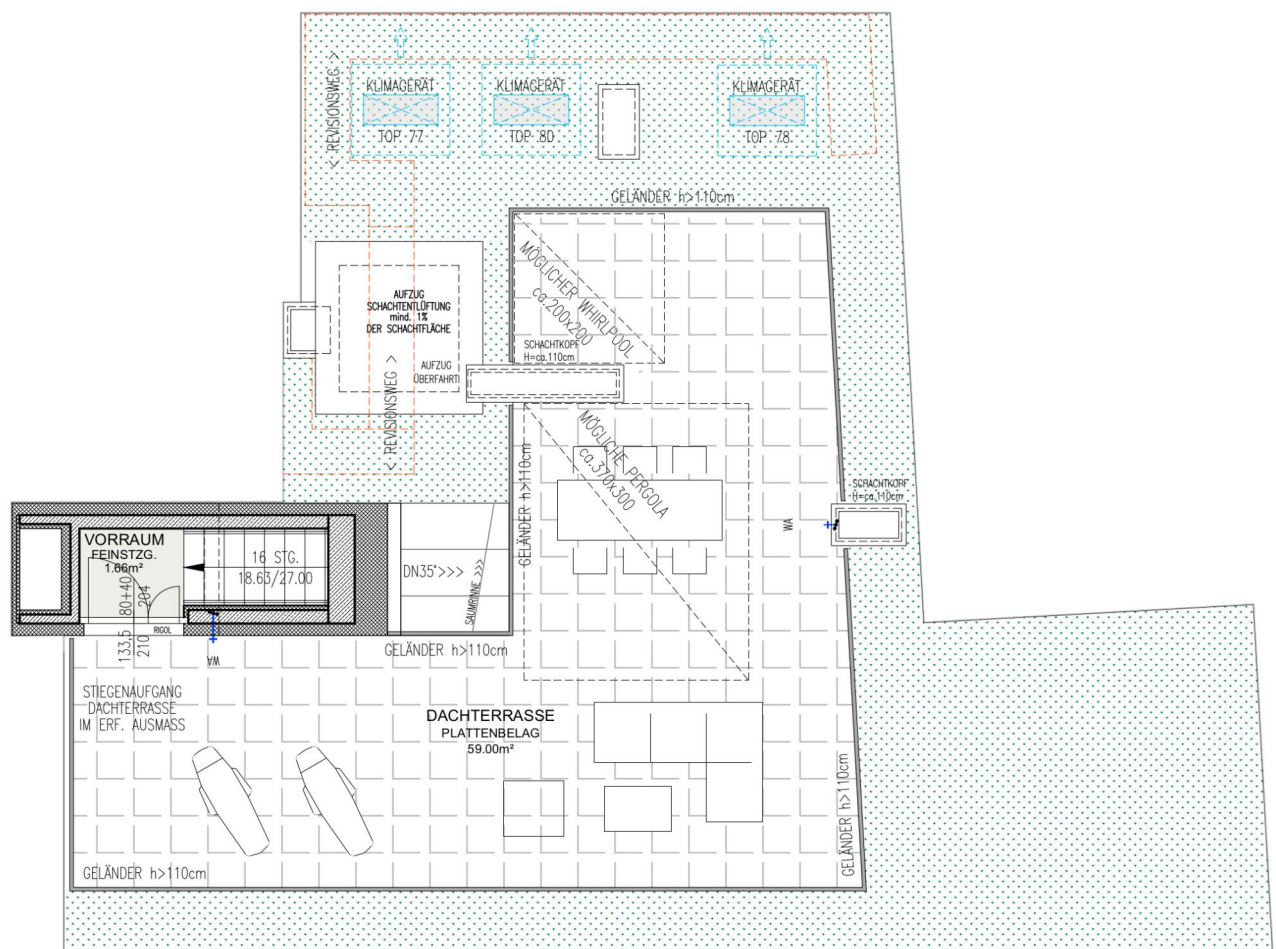 < REVISIONSWEG >
KLIMAGERÄT
TOP 77
KLIMAGERÄT
TOP 80
KLIMAGERÄT
TOP 78
GELÄNDER h>110cm
MÖGLICHER WHIRLPOOL
ca.200x200
AUFZUG
SCHACHTENTLÜFTUNG
mind. 1%
DER SCHACHTFLÄCHE
AUFZUG
ÜBERFAHRT
< REVISIONSWEG >
SCHACHTKOPF
H=ca.110cm
MÖGLICHE PERGOLA
ca.370x300
GELÄNDER h>110cm
SCHACHTKOPF
H=ca.110cm
WA
VORRAUM
FEINSTZG.
1.66m²
16 STG.
18.63/27.00
80+40
204
133,5
210
RIGOL
WA
DN35°>>>
SAUMRINNE >>>
GELÄNDER h>110cm
STIEGENAUFGANG
DACHTERRASSE
IM ERF. AUSMASS
DACHTERRASSE
PLATTENBELAG
59.00m²
GELÄNDER h>110cm
GELÄNDER h>110cm